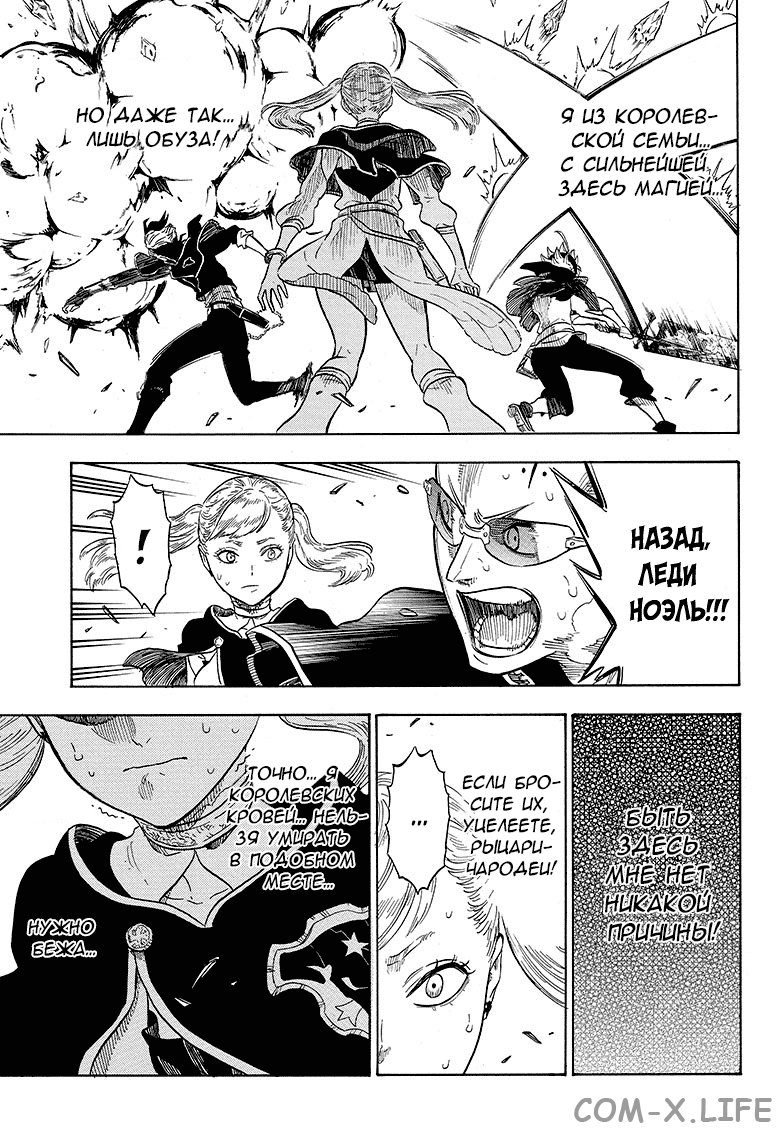 Я ИЗ КОРОЛЕВ-
СКОЙ СЕМЬИ...
С СИЛЬНЕЙШЕЙ
ЗДЕСЬ МАГИЕЙ...
НО ДАЖЕ ТАК...
ЛИШЬ ОБУЗА!
НАЗАД,
ЛЕДИ
НОЭЛЬ!!!
!
БЫТЬ
ЗДЕСЬ
МНЕ НЕТ
НИКАКОЙ
ПРИЧИНЫ!
ЕСЛИ БРО-
СИТЕ ИХ,
УЦЕЛЕЕТЕ,
РЫЦАРИ-
ЧАРОДЕИ!
...
ТОЧНО... Я
КОРОЛЕВСКИХ
КРОВЕЙ... НЕЛЬ-
ЗЯ УМИРАТЬ
В ПОДОБНОМ
МЕСТЕ...
НУЖНО
БЕЖА...
COM-X.LIFE